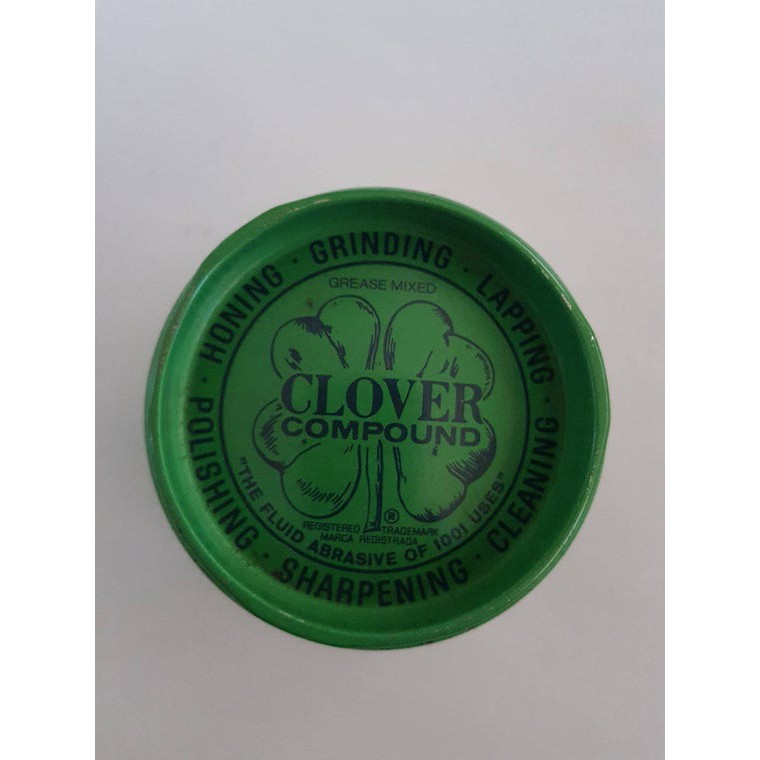 HONING · GRINDING · LAPPING · CLEANING · SHARPENING · POLISHING ·
GREASE MIXED
CLOVER
COMPOUND
®
REGISTERED TRADEMARK
MARCA REGISTRADA
"THE FLUID ABRASIVE OF 1001 USES"